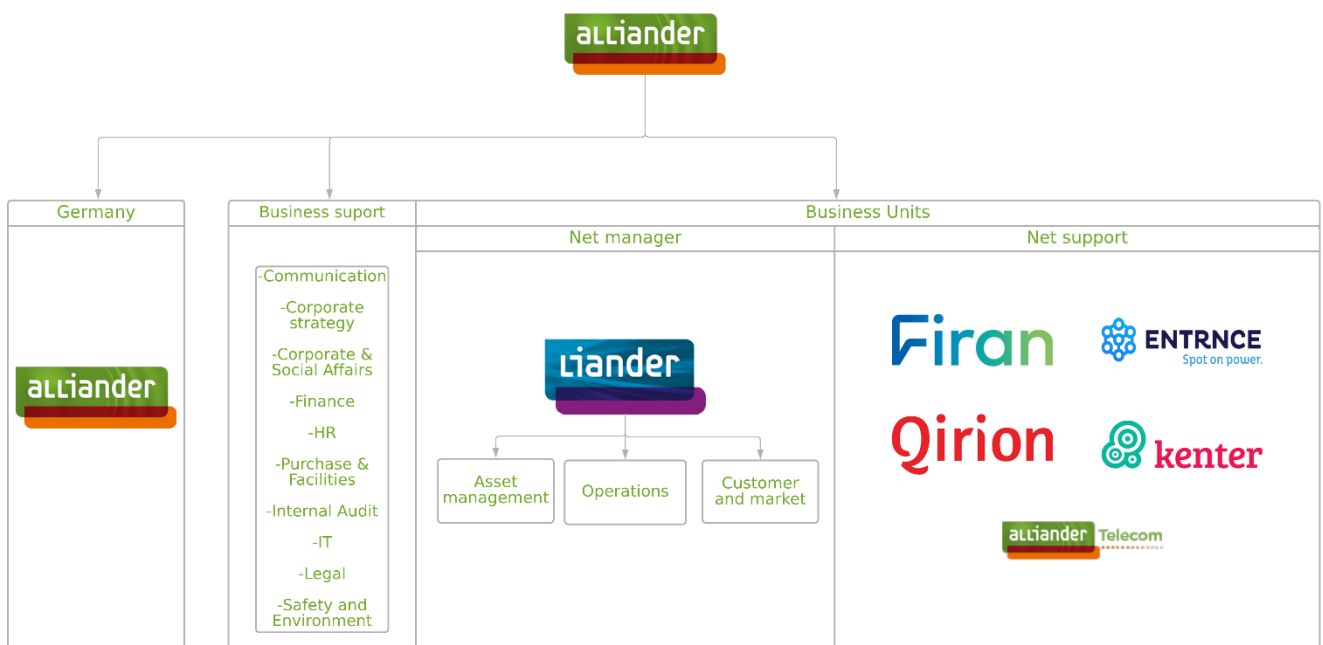 alliander
Germany
alliander
Business suport
-Communication
-Corporate
strategy
-Corporate &
Social Affairs
-Finance
-HR
-Purchase &
Facilities
-Internal Audit
-IT
-Legal
-Safety and
Environment
Business Units
Net manager
Liander
Asset
management
Operations
Customer
and market
Net support
Firan
ENTRNCE
Spot on power.
Qirion
kenter
alliander Telecom